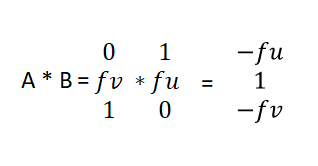 0 1 −fu
A * B = fv * fu = 1
1 0 −fv